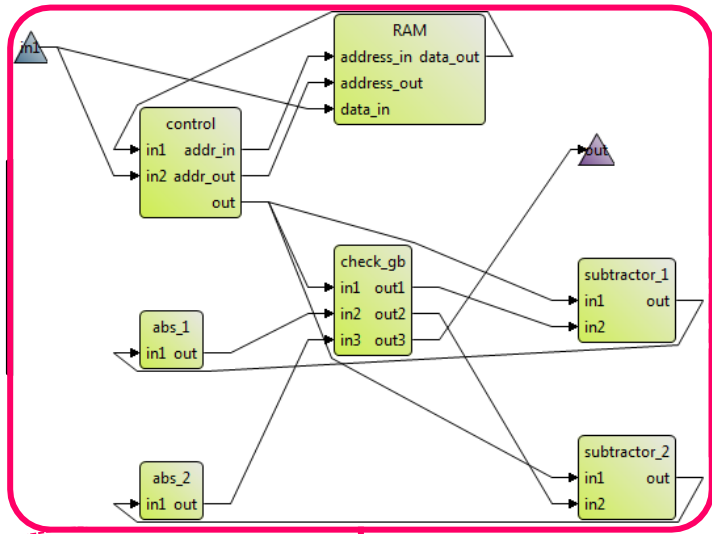 in1
RAM
address_in data_out
address_out
data_in
control
in1 addr_in
in2 addr_out
out
out
check_gb
in1 out1
in2 out2
in3 out3
subtractor_1
in1 out
in2
abs_1
in1 out
subtractor_2
in1 out
in2
abs_2
in1 out